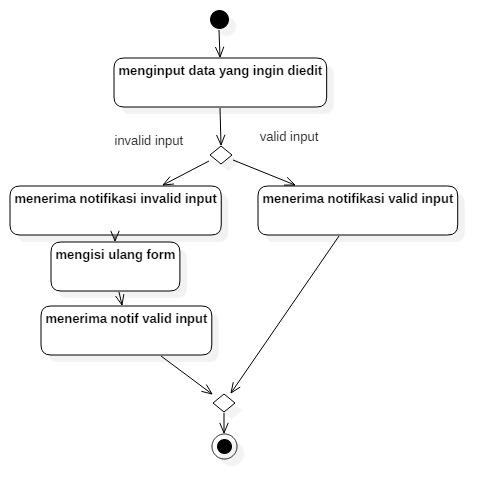 menginput data yang ingin diedit
invalid input
valid input
menerima notifikasi invalid input
menerima notifikasi valid input
mengisi ulang form
menerima notif valid input